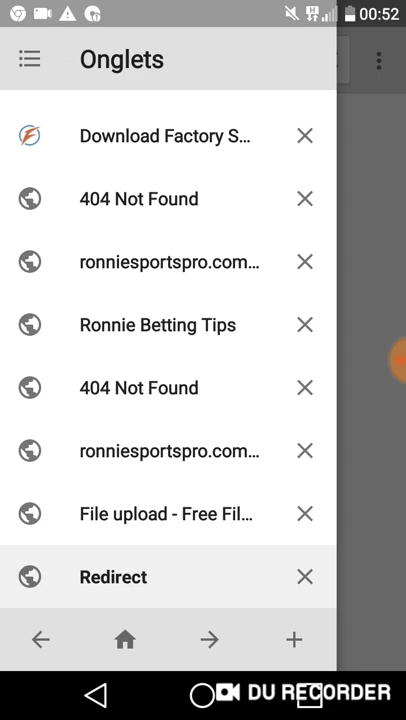 00:52
Onglets
Download Factory S...
404 Not Found
ronniesportspro.com...
Ronnie Betting Tips
404 Not Found
ronniesportspro.com...
File upload - Free Fil...
Redirect
DU RECORDER